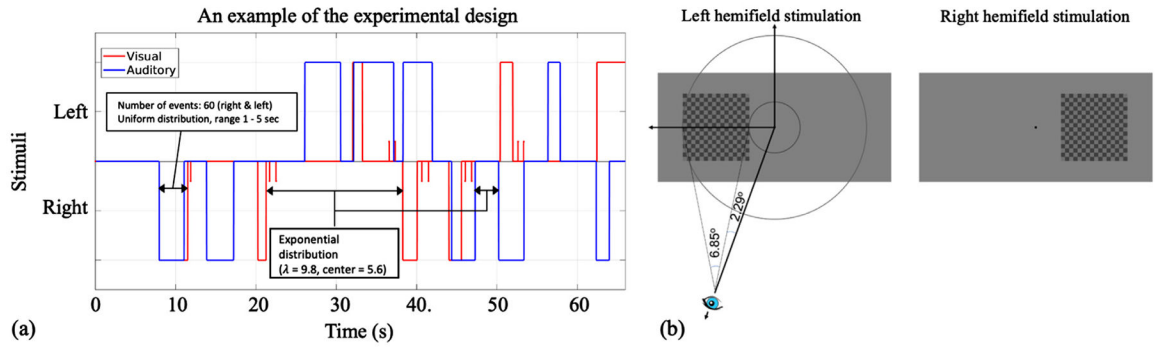 An example of the experimental design
Visual
Auditory
Number of events: 60 (right & left)
Uniform distribution, range 1 - 5 sec
Left
Stimuli
Right
Exponential
distribution
(λ = 9.8, center = 5.6)
0 10 20 30 40. 50 60
Time (s)
(a)
Left hemifield stimulation
Right hemifield stimulation
2.29º
6.85º
(b)